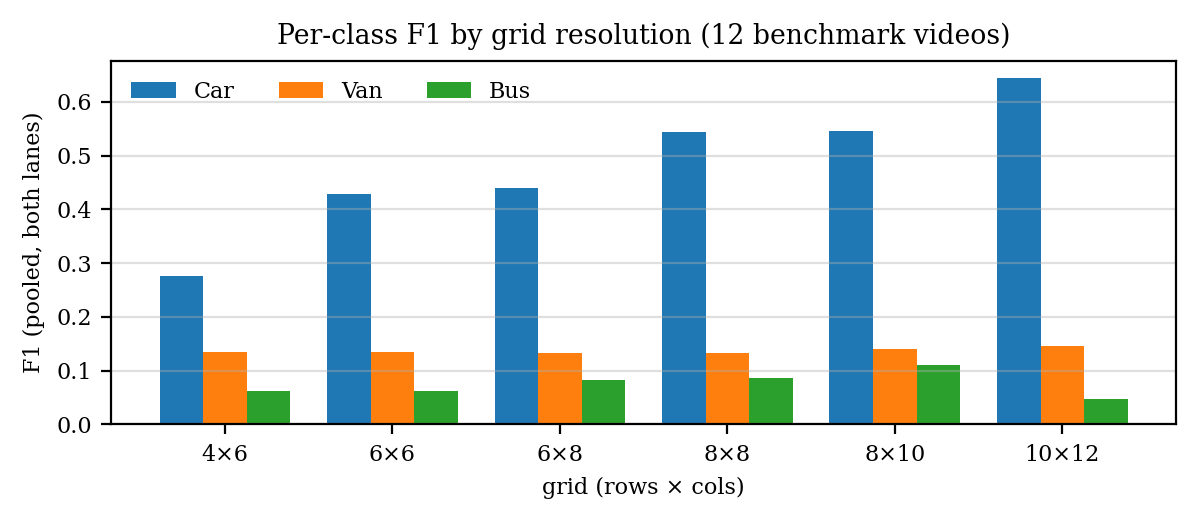 Per-class F1 by grid resolution (12 benchmark videos)
Car Van Bus
F1 (pooled, both lanes)
0.6
0.5
0.4
0.3
0.2
0.1
0.0
4×6 6×6 6×8 8×8 8×10 10×12
grid (rows × cols)